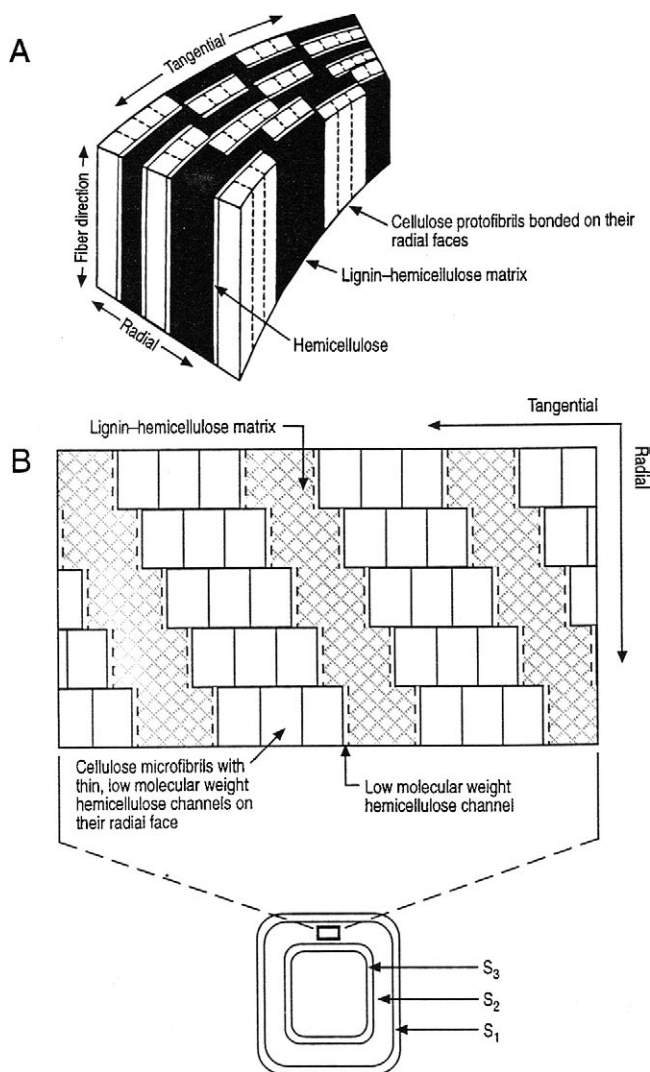 A
Tangential
Fiber direction
Radial
Cellulose protofibrils bonded on their
radial faces
Lignin–hemicellulose matrix
Hemicellulose
B
Tangential
Radial
Lignin–hemicellulose matrix
Cellulose microfibrils with
thin, low molecular weight
hemicellulose channels on
their radial face
Low molecular weight
hemicellulose channel
S₃
S₂
S₁